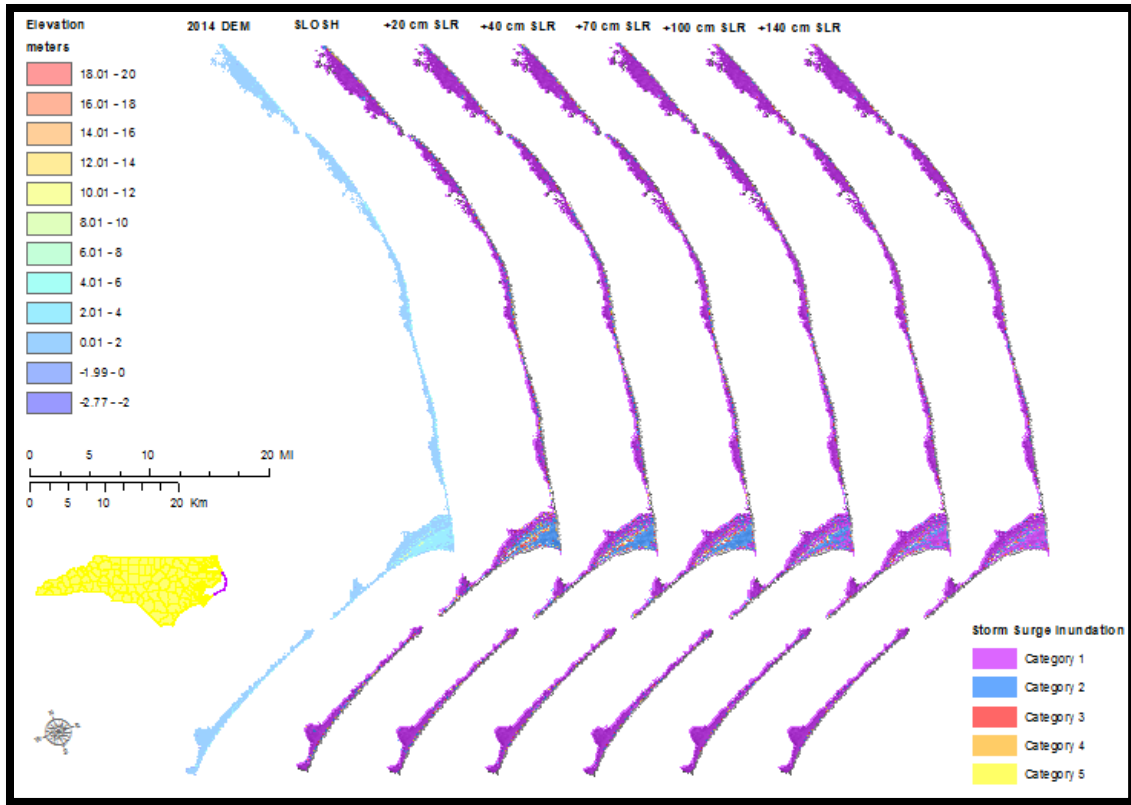 Elevation
meters
2014 DEM
SLOSH
+20 cm SLR
+40 cm SLR
+70 cm SLR
+100 cm SLR
+140 cm SLR
18.01 - 20
16.01 - 18
14.01 - 16
12.01 - 14
10.01 - 12
8.01 - 10
6.01 - 8
4.01 - 6
2.01 - 4
0.01 - 2
-1.99 - 0
-2.77 - -2
0 5 10 20 Mi
0 5 10 20 Km
Storm Surge Inundation
Category 1
Category 2
Category 3
Category 4
Category 5